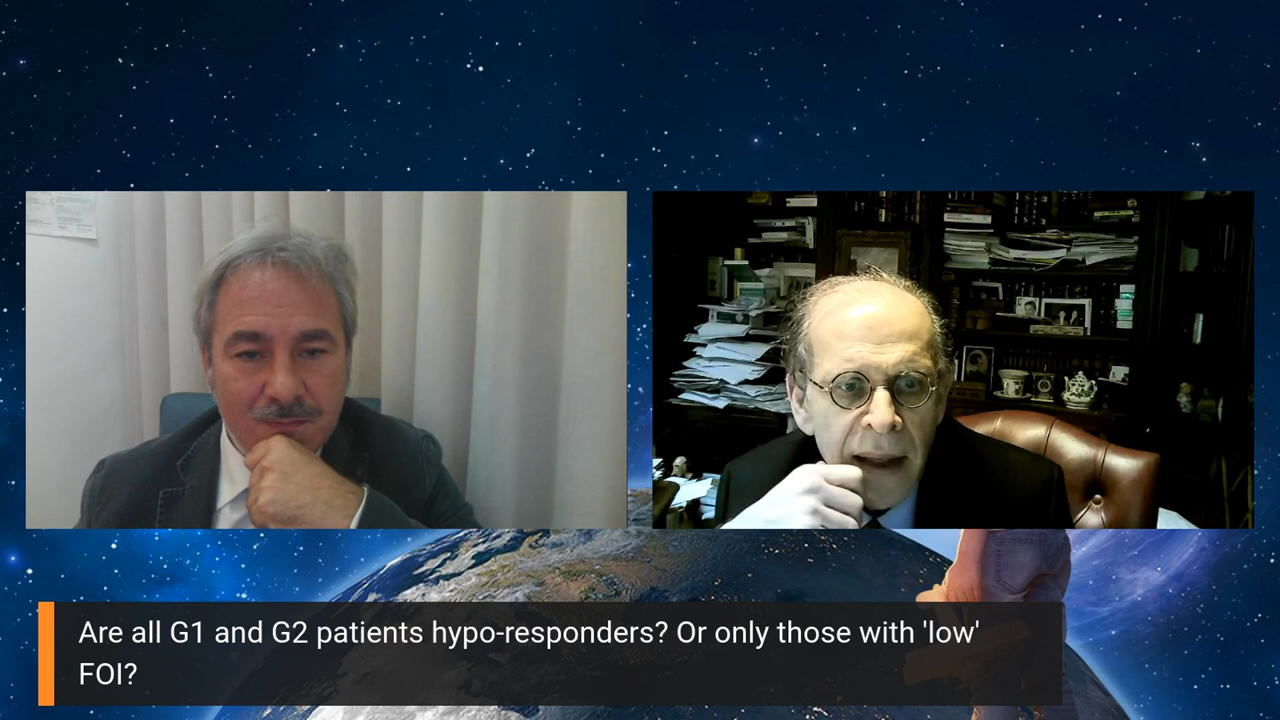 Are all G1 and G2 patients hypo-responders? Or only those with 'low'
FOI?